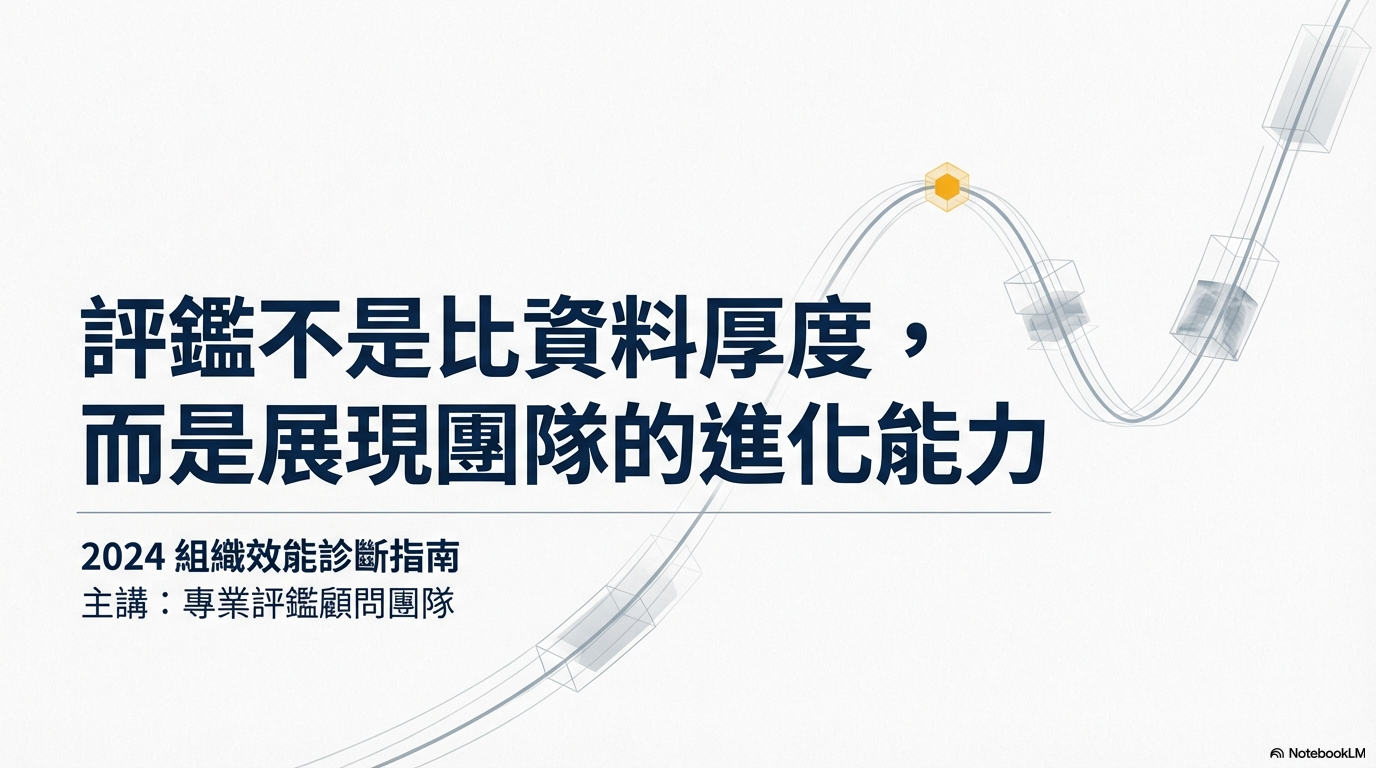 評鑑不是比資料厚度，
而是展現團隊的進化能力
2024 組織效能診斷指南
主講：專業評鑑顧問團隊
NotebookLM